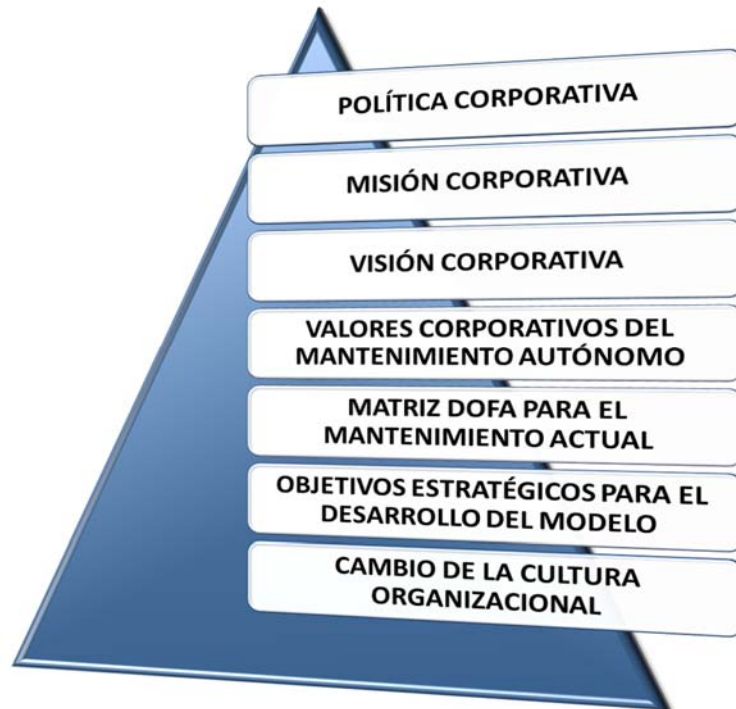 POLÍTICA CORPORATIVA
MISIÓN CORPORATIVA
VISIÓN CORPORATIVA
VALORES CORPORATIVOS DEL
MANTENIMIENTO AUTÓNOMO
MATRIZ DOFA PARA EL
MANTENIMIENTO ACTUAL
OBJETIVOS ESTRATÉGICOS PARA EL
DESARROLLO DEL MODELO
CAMBIO DE LA CULTURA
ORGANIZACIONAL